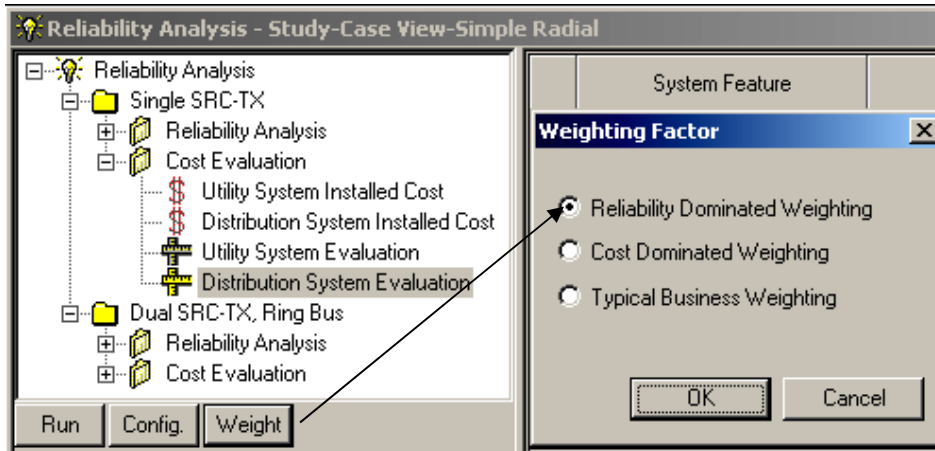 Reliability Analysis - Study-Case View-Simple Radial
Reliability Analysis
Single SRC-TX
Reliability Analysis
Cost Evaluation
Utility System Installed Cost
Distribution System Installed Cost
Utility System Evaluation
Distribution System Evaluation
Dual SRC-TX, Ring Bus
Reliability Analysis
Cost Evaluation
Run Config. Weight
System Feature
Weighting Factor
Reliability Dominated Weighting
Cost Dominated Weighting
Typical Business Weighting
OK Cancel